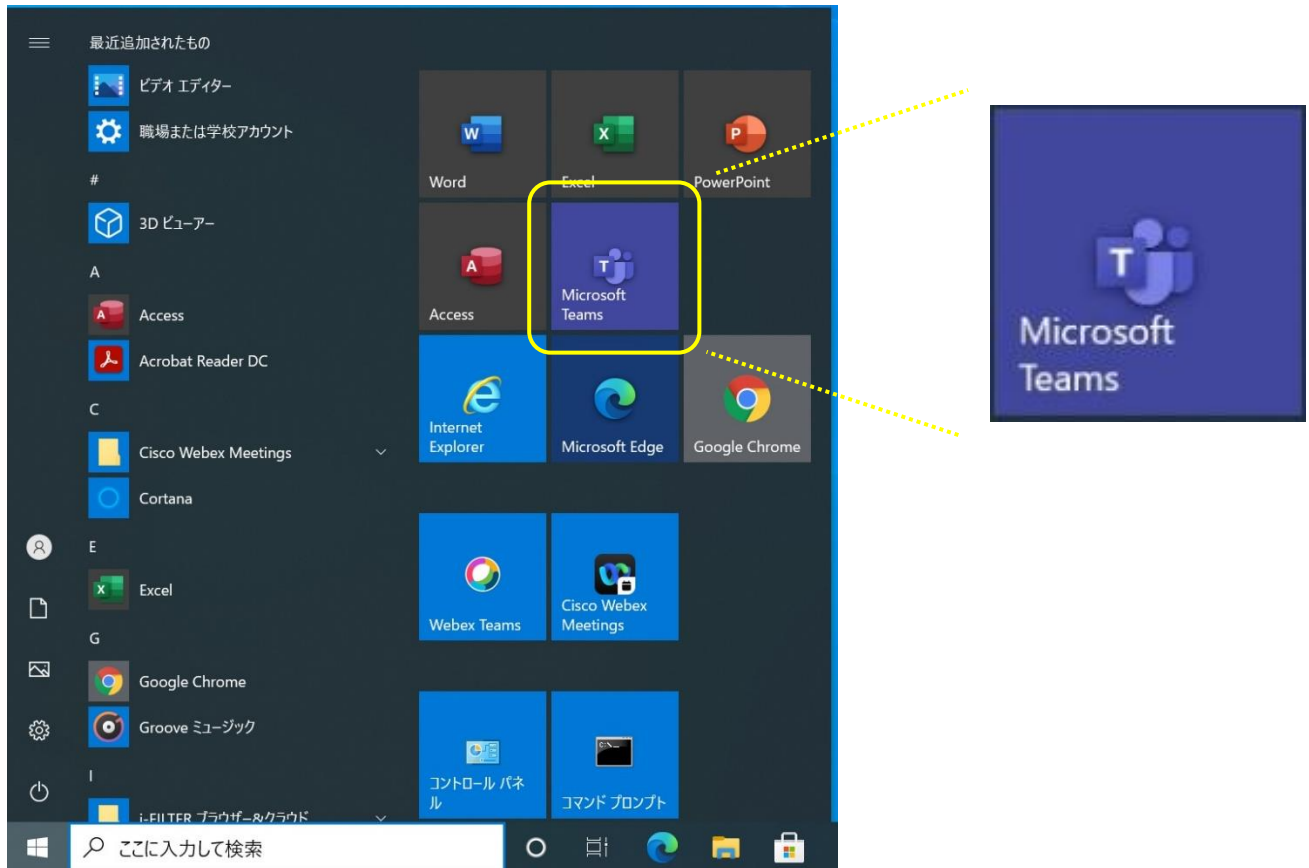 最近追加されたもの
ビデオ エディター
職場または学校アカウント
#
3D ビューアー
A
Access
Acrobat Reader DC
C
Cisco Webex Meetings
Cortana
E
Excel
G
Google Chrome
Groove ミュージック
I
i-FILTER ブラウザー&クラウド
Word
Excel
PowerPoint
Access
Microsoft
Teams
Internet
Explorer
Microsoft Edge
Google Chrome
Webex Teams
Cisco Webex
Meetings
コントロール パネ
ル
コマンド プロンプト
ここに入力して検索
Microsoft
Teams